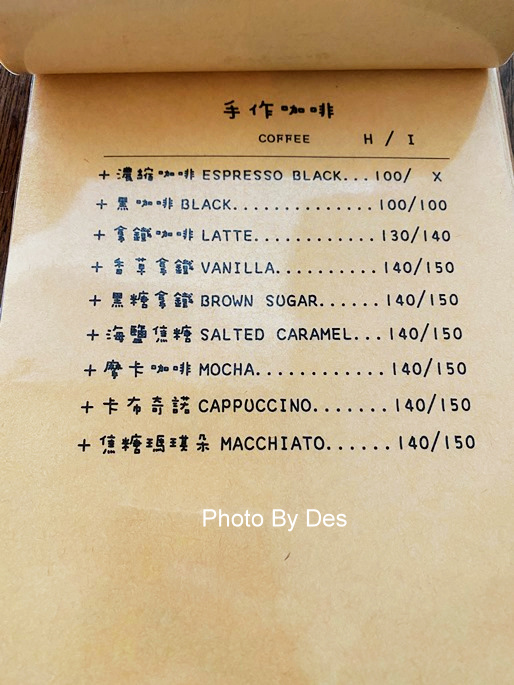 手作咖啡
COFFEE H / I
+ 濃縮咖啡 ESPRESSO BLACK...100/ X
+ 黑咖啡 BLACK..............100/100
+ 拿鐵咖啡 LATTE............130/140
+ 香草拿鐵 VANILLA..........140/150
+ 黑糖拿鐵 BROWN SUGAR......140/150
+ 海鹽焦糖 SALTED CARAMEL...140/150
+ 摩卡咖啡 MOCHA............140/150
+ 卡布奇諾 CAPPUCCINO.......140/150
+ 焦糖瑪琪朵 MACCHIATO......140/150
Photo By Des